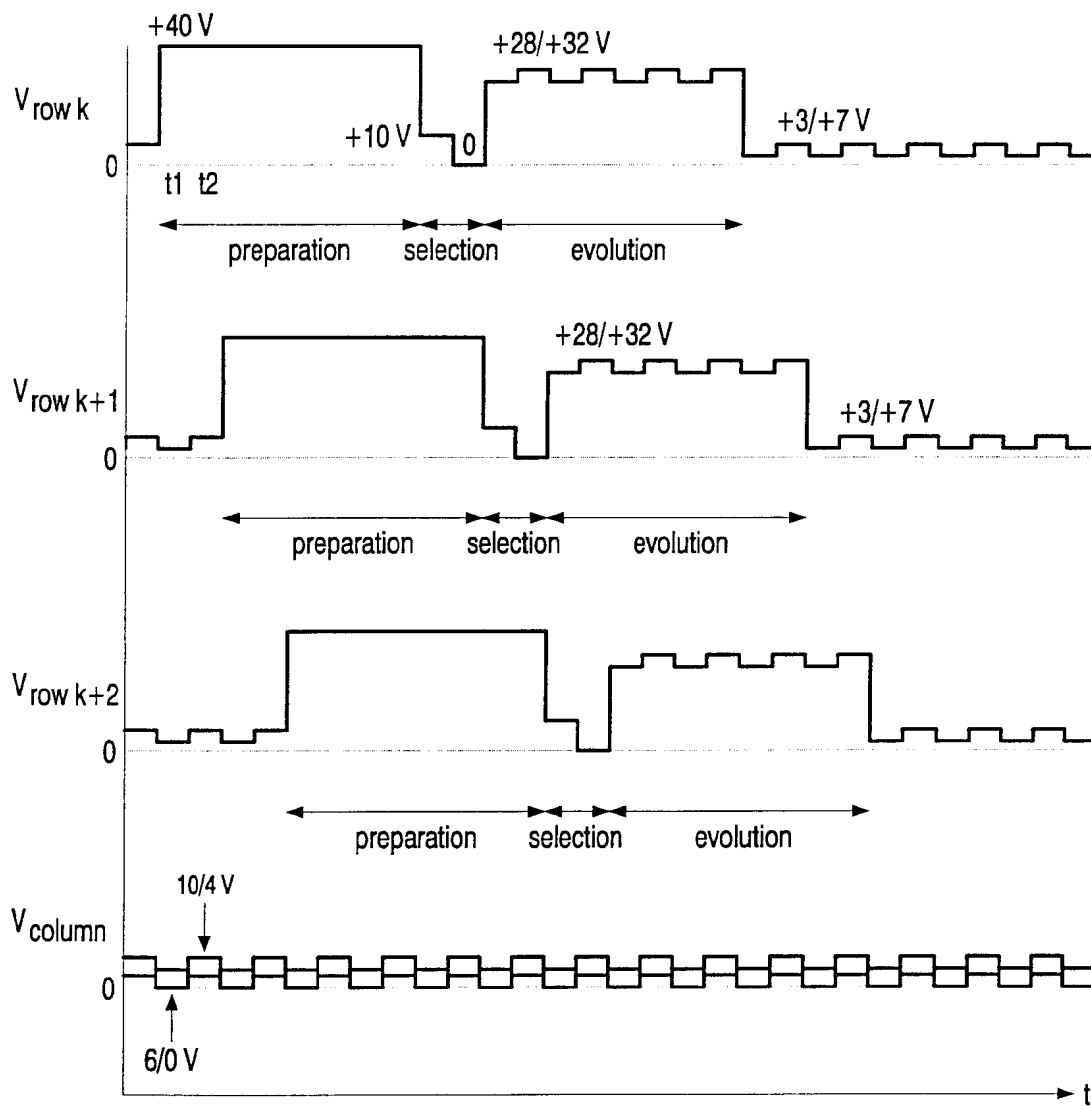 +40 V
+28/+32 V
V row k
+10 V
0
+3/+7 V
0
t1 t2
preparation
selection
evolution
+28/+32 V
V row k+1
+3/+7 V
0
preparation
selection
evolution
V row k+2
0
preparation
selection
evolution
10/4 V
V column
0
6/0 V
t